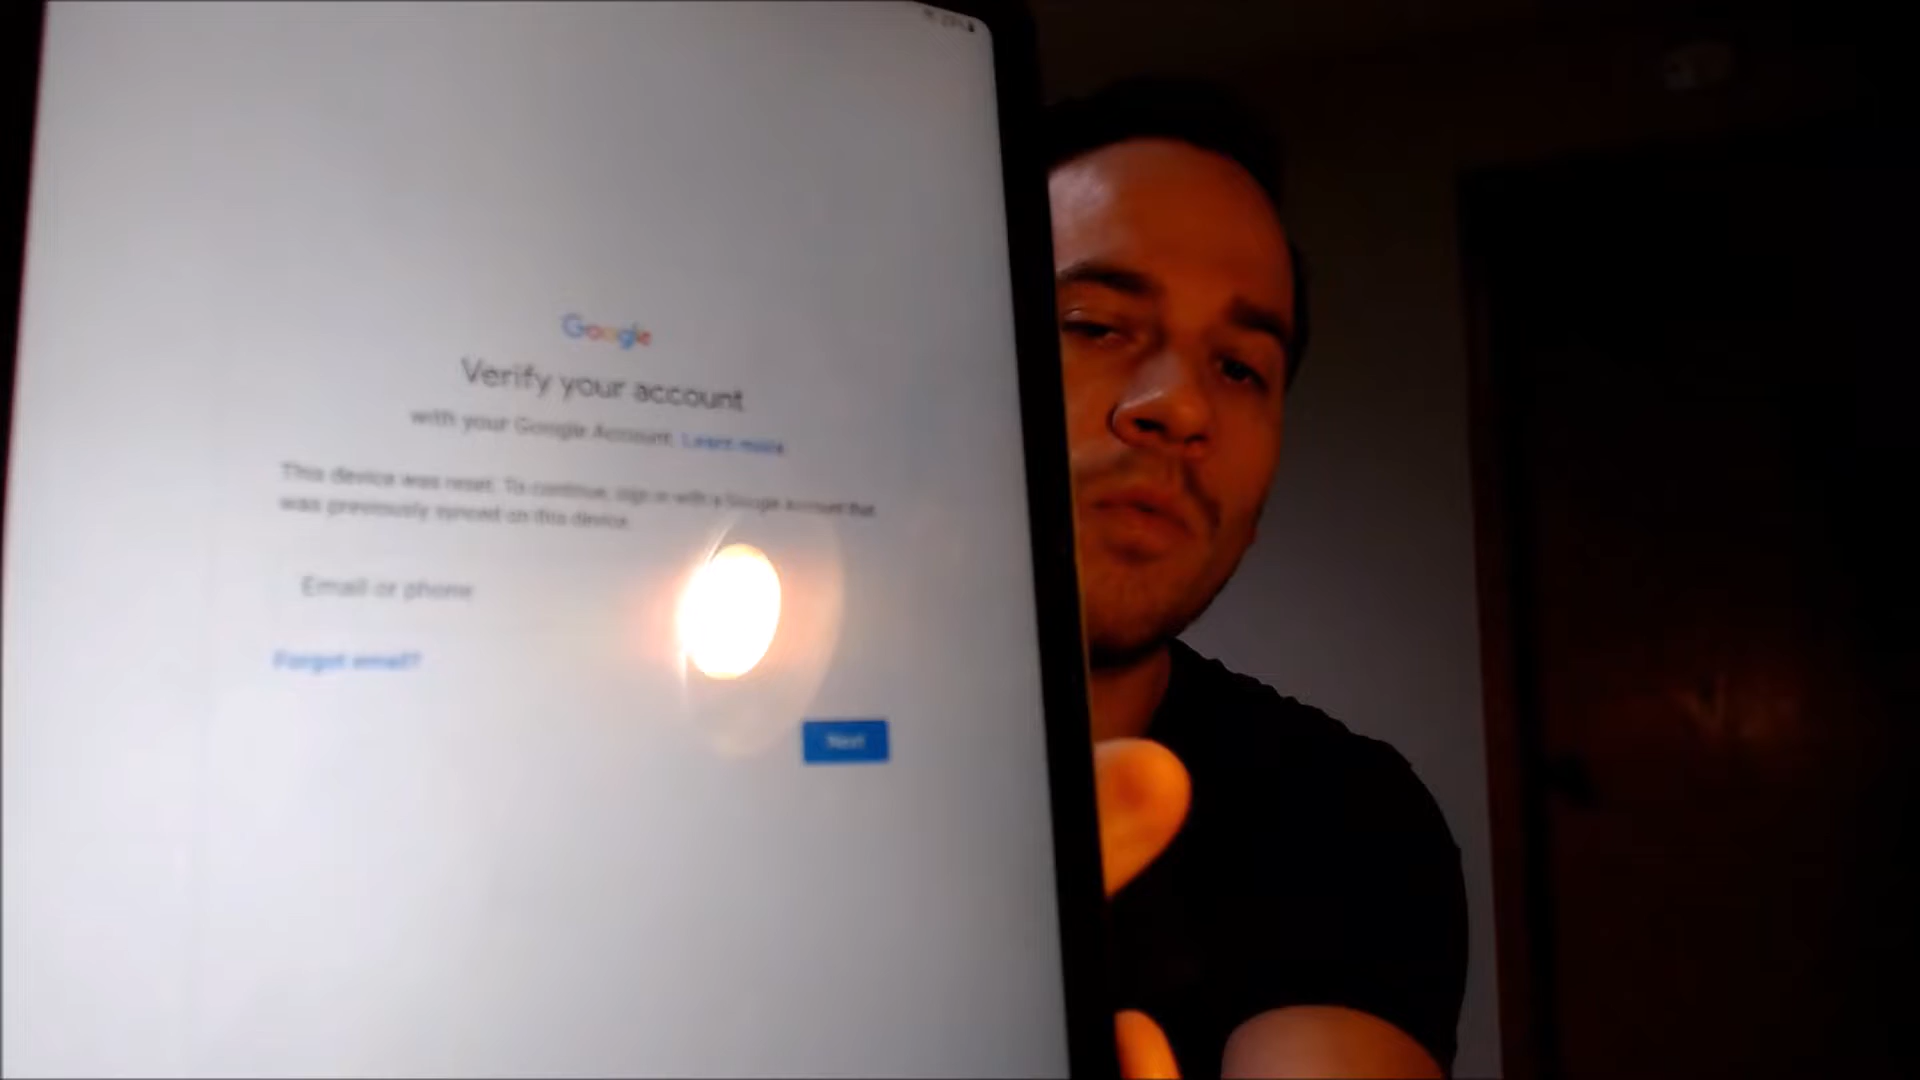 Google
Verify your account
with your Google Account. Learn more
This device was reset. To continue, sign in with a Google Account that
was previously synced on this device.
Email or phone
Forgot email?
Next